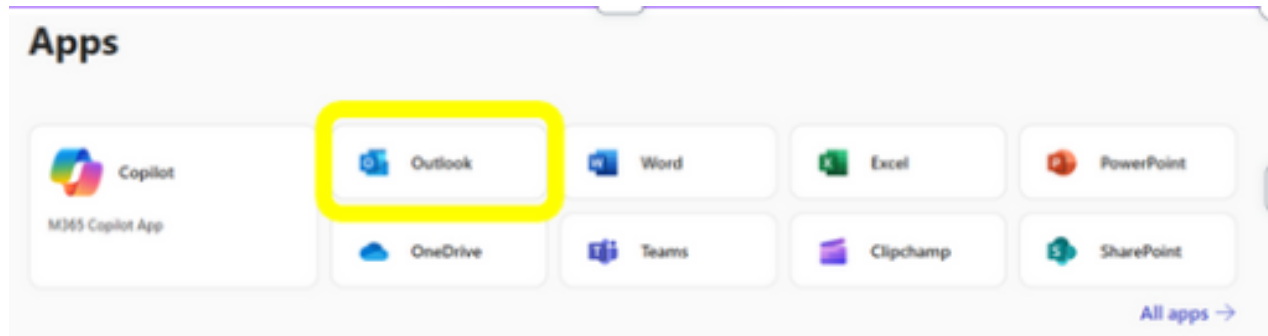 Apps
Copilot
M365 Copilot App
Outlook
Word
Excel
PowerPoint
OneDrive
Teams
Clipchamp
SharePoint
All apps →